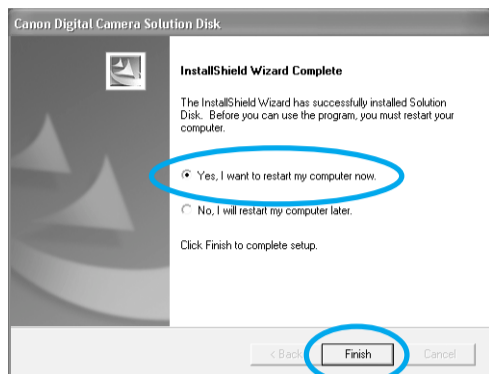 Canon Digital Camera Solution Disk
InstallShield Wizard Complete
The InstallShield Wizard has successfully installed Solution
Disk. Before you can use the program, you must restart your
computer.
Yes, I want to restart my computer now.
No, I will restart my computer later.
Click Finish to complete setup.
< Back
Finish
Cancel